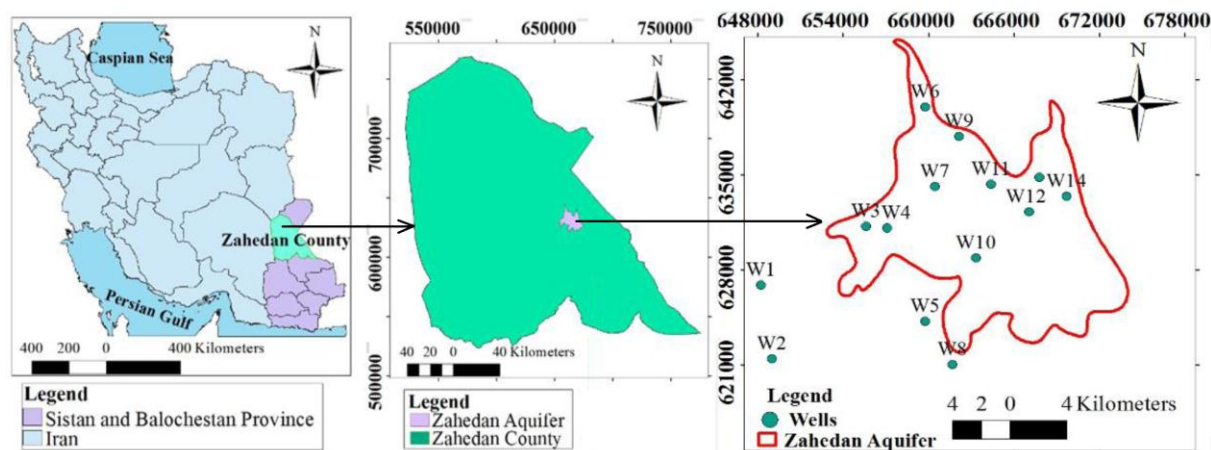 Caspian Sea
N
Zahedan County
Persian Gulf
400 200 0 400 Kilometers
Legend
Sistan and Balochestan Province
Iran
550000 650000 750000
N
700000
600000
500000
40 20 0 40 Kilometers
Legend
Zahedan Aquifer
Zahedan County
648000 654000 660000 666000 672000 678000
N
642000
635000
628000
621000
W6
W9
W7
W11
W14
W12
W3
W4
W10
W1
W5
W2
W8
Legend
Wells
Zahedan Aquifer
4 2 0 4 Kilometers